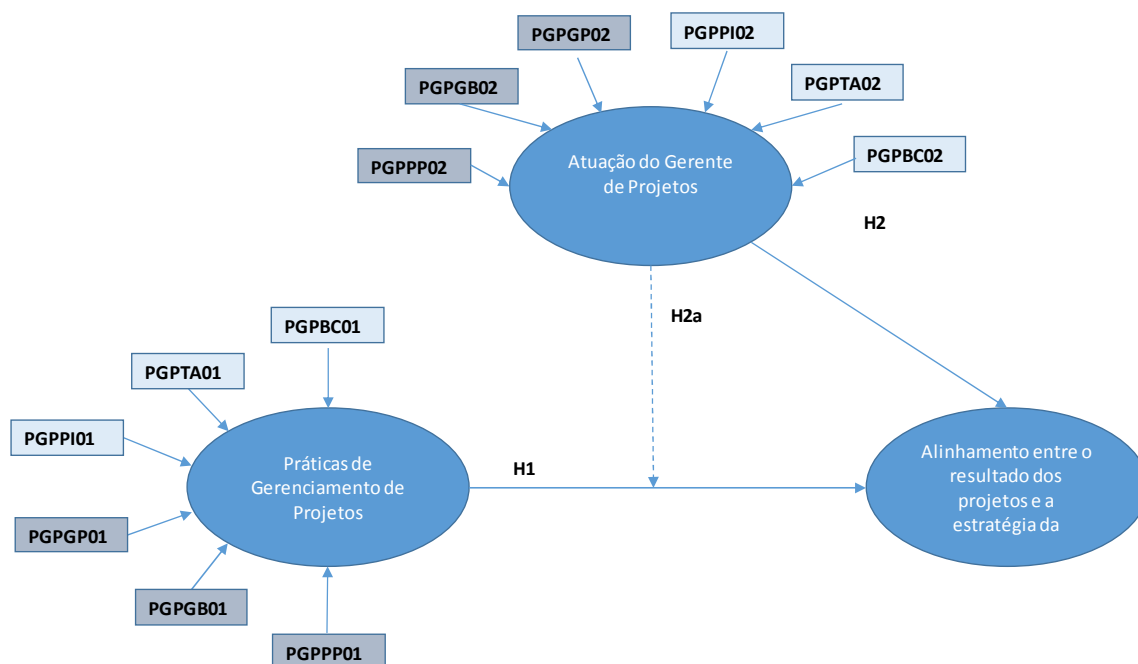 PGPGP02
PGPPI02
PGPGB02
PGPTA02
PGPPP02
PGPBC02
Atuação do Gerente
de Projetos
H2
H2a
PGPBC01
PGPTA01
PGPPI01
PGPGP01
PGPGB01
PGPPP01
Práticas de
Gerenciamento de
Projetos
H1
Alinhamento entre o
resultado dos
projetos e a
estratégia da